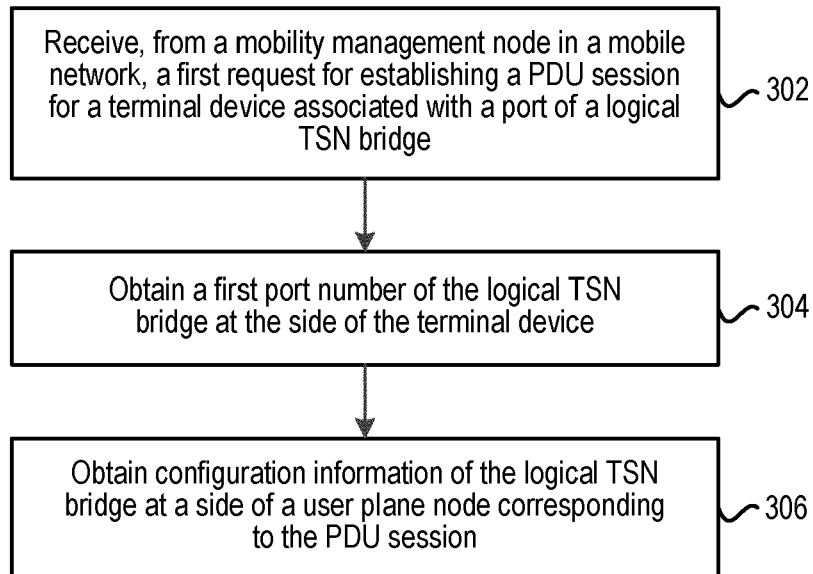 Receive, from a mobility management node in a mobile
network, a first request for establishing a PDU session
for a terminal device associated with a port of a logical
TSN bridge
302
Obtain a first port number of the logical TSN
bridge at the side of the terminal device
304
Obtain configuration information of the logical TSN
bridge at a side of a user plane node corresponding
to the PDU session
306